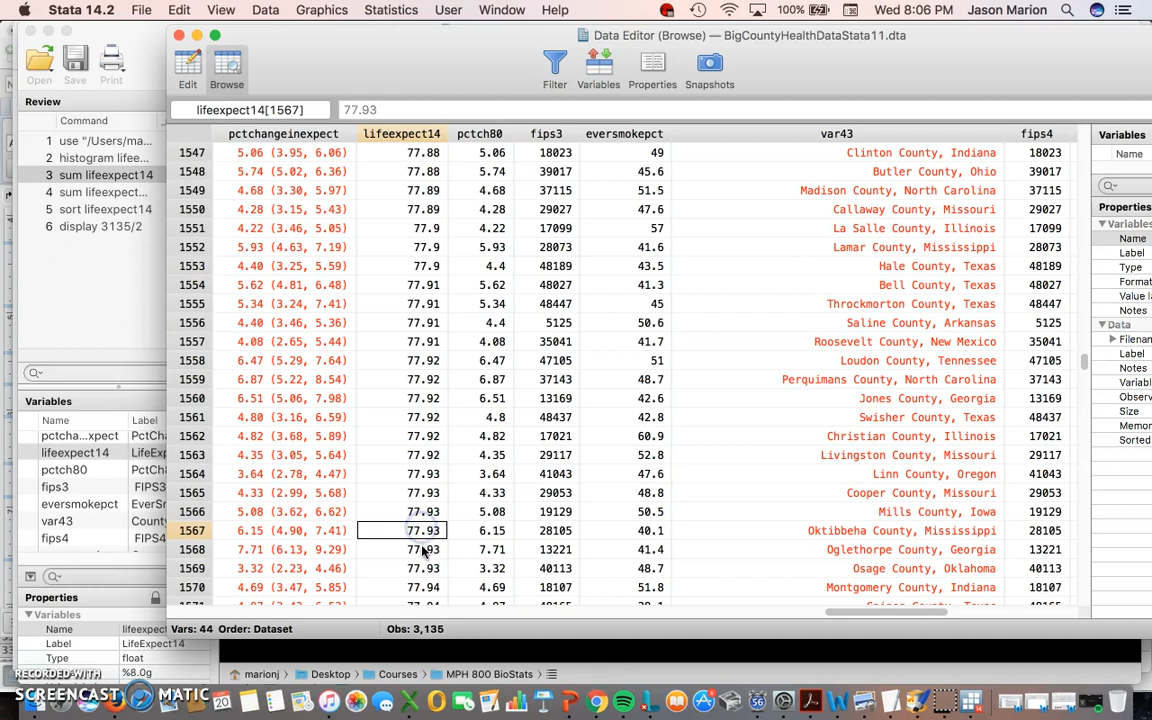 Stata 14.2 File Edit View Data Graphics Statistics User Window Help 100% Wed 8:06 PM Jason Marion
Data Editor (Browse) — BigCountyHealthDataStata11.dta
Open Save Print
Edit Browse Filter Variables Properties Snapshots
Review
lifeexpect14[1567] 77.93
Command
1 use "/Users/ma...
2 histogram lifee...
3 sum lifeexpect14
4 sum lifeexpect...
5 sort lifeexpect14
6 display 3135/2
pctchangeinexpect lifeexpect14 pctch80 fips3 eversmokepct var43 fips4
1547 5.06 (3.95, 6.06) 77.88 5.06 18023 49 Clinton County, Indiana 18023
1548 5.74 (5.02, 6.36) 77.88 5.74 39017 45.6 Butler County, Ohio 39017
1549 4.68 (3.30, 5.97) 77.89 4.68 37115 51.5 Madison County, North Carolina 37115
1550 4.28 (3.15, 5.43) 77.89 4.28 29027 47.6 Callaway County, Missouri 29027
1551 4.22 (3.46, 5.05) 77.9 4.22 17099 57 La Salle County, Illinois 17099
1552 5.93 (4.63, 7.19) 77.9 5.93 28073 41.6 Lamar County, Mississippi 28073
1553 4.40 (3.25, 5.59) 77.9 4.4 48189 43.5 Hale County, Texas 48189
1554 5.62 (4.81, 6.48) 77.91 5.62 48027 41.3 Bell County, Texas 48027
1555 5.34 (3.24, 7.41) 77.91 5.34 48447 45 Throckmorton County, Texas 48447
1556 4.40 (3.46, 5.36) 77.91 4.4 5125 50.6 Saline County, Arkansas 5125
1557 4.08 (2.65, 5.44) 77.91 4.08 35041 41.7 Roosevelt County, New Mexico 35041
1558 6.47 (5.29, 7.64) 77.92 6.47 47105 51 Loudon County, Tennessee 47105
1559 6.87 (5.22, 8.54) 77.92 6.87 37143 48.7 Perquimans County, North Carolina 37143
1560 6.51 (5.06, 7.98) 77.92 6.51 13169 42.6 Jones County, Georgia 13169
1561 4.80 (3.16, 6.59) 77.92 4.8 48437 42.8 Swisher County, Texas 48437
1562 4.82 (3.68, 5.89) 77.92 4.82 17021 60.9 Christian County, Illinois 17021
1563 4.35 (3.05, 5.64) 77.92 4.35 29117 52.8 Livingston County, Missouri 29117
1564 3.64 (2.78, 4.47) 77.93 3.64 41043 47.6 Linn County, Oregon 41043
1565 4.33 (2.99, 5.68) 77.93 4.33 29053 48.8 Cooper County, Missouri 29053
1566 5.08 (3.62, 6.62) 77.93 5.08 19129 50.5 Mills County, Iowa 19129
1567 6.15 (4.90, 7.41) 77.93 6.15 28105 40.1 Oktibbeha County, Mississippi 28105
1568 7.71 (6.13, 9.29) 77.93 7.71 13221 41.4 Oglethorpe County, Georgia 13221
1569 3.32 (2.23, 4.46) 77.93 3.32 40113 48.7 Osage County, Oklahoma 40113
1570 4.69 (3.47, 5.85) 77.94 4.69 18107 51.8 Montgomery County, Indiana 18107
Vars: 44 Order: Dataset Obs: 3,135
Variables
Name Label
pctcha...xpect PctCh
lifeexpect14 LifeEx
pctch80 PctCh
fips3 FIPS3
eversmokepct EverSm
var43 County
fips4 FIPS4
Properties
Variables
Name lifeexpect
Label LifeExpect14
Type float
%8.0g
Variables
Name
Properties
Variables
Name
Label
Type
Format
Value la
Notes
Data
Filenam
Label
Notes
Variabl
Observ
Size
Memor
Sorted
marionj Desktop Courses MPH 800 BioStats
RECORDED WITH
SCREENCAST MATIC